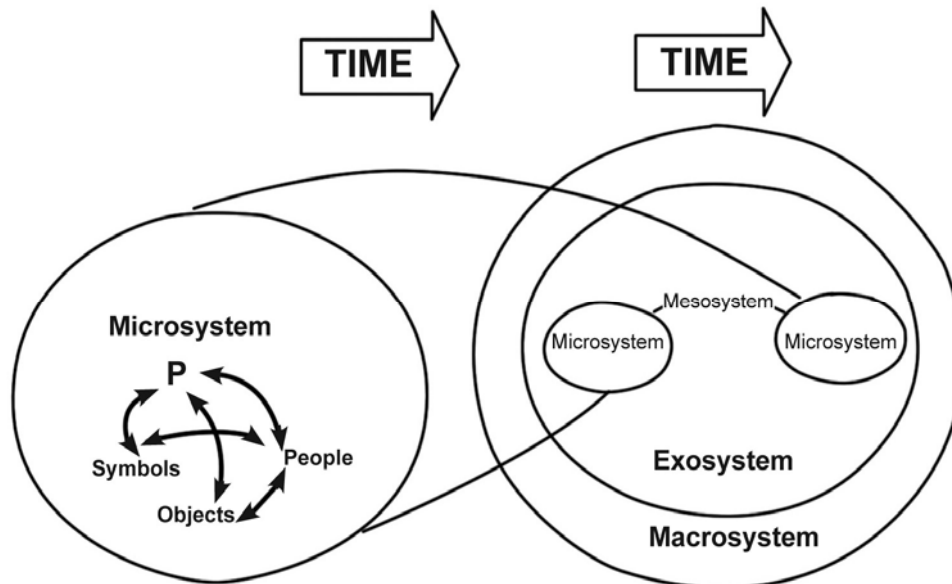 TIME
TIME
Microsystem
P
Symbols
People
Objects
Mesosystem
Microsystem
Microsystem
Exosystem
Macrosystem